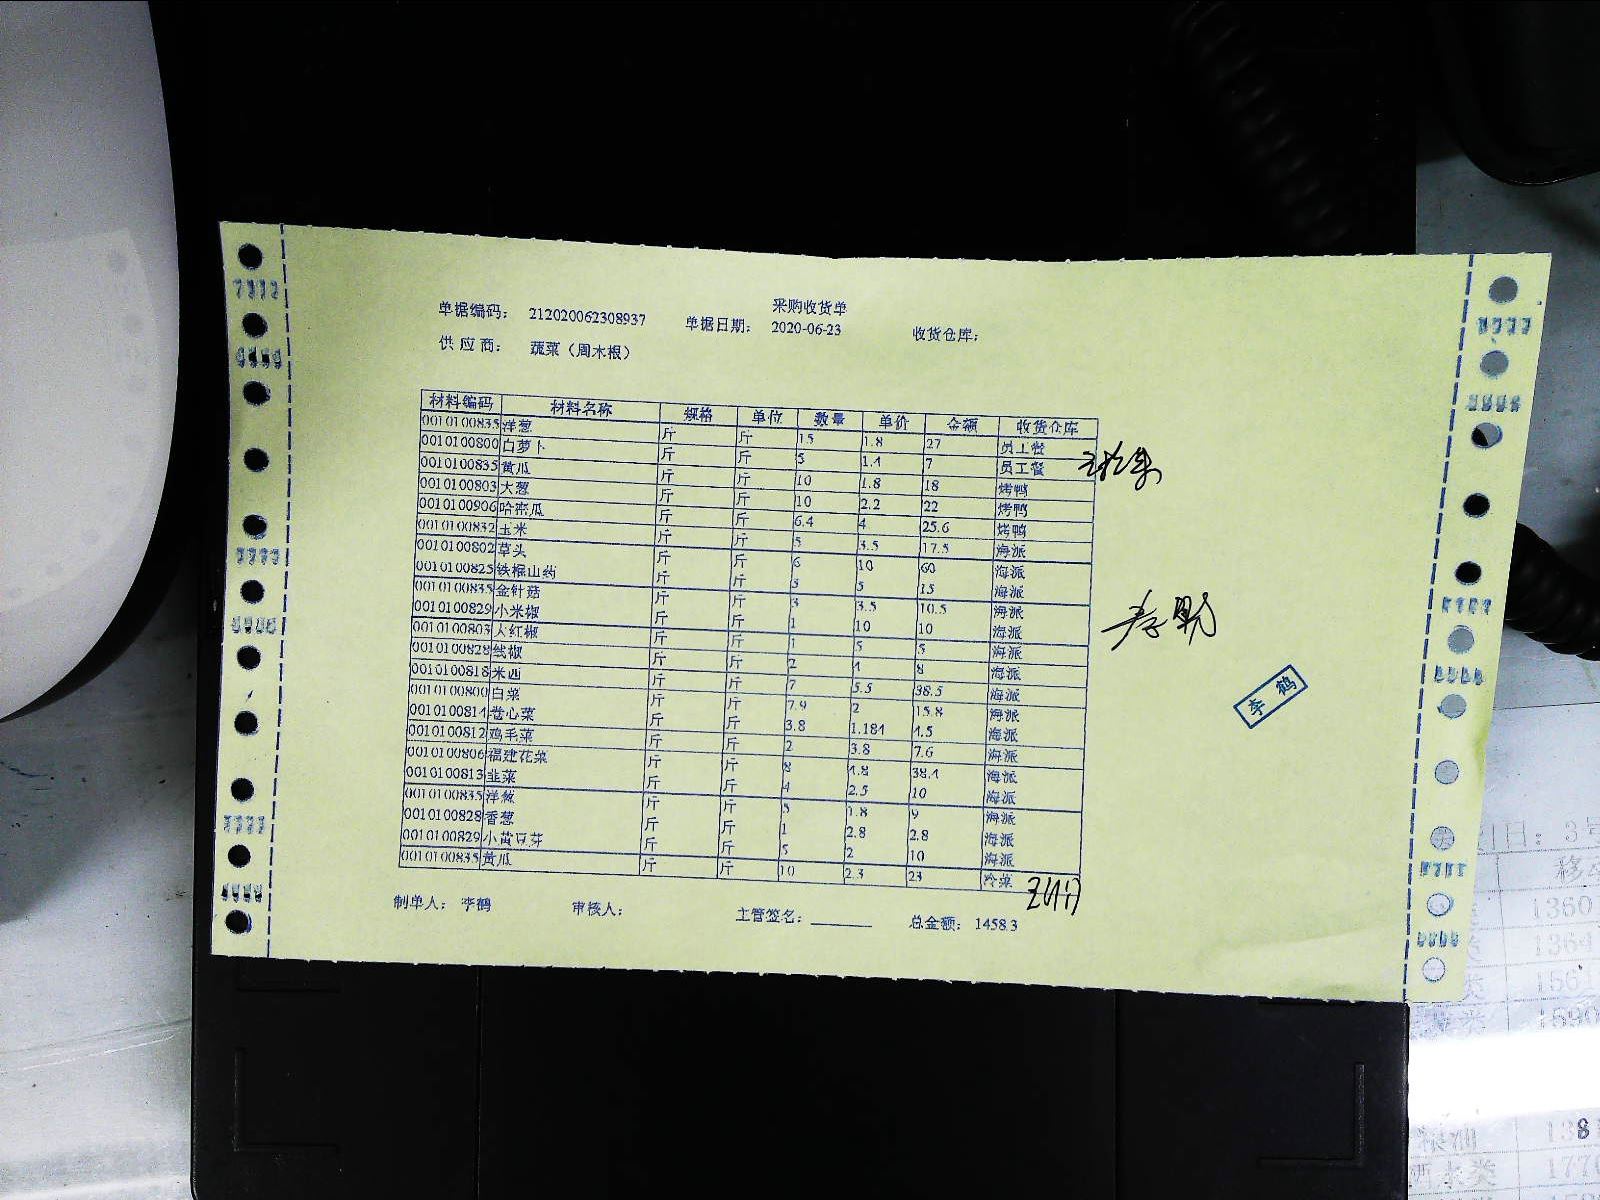 采购收货单
单据编码： 212020062308937 单据日期： 2020-06-23 收货仓库：
供 应 商： 蔬菜（周木根）
材料编码 材料名称 规格 单位 数量 单价 金额 收货仓库
0010100835 洋葱 斤 斤 15 1.8 27 员工餐
0010100800 白萝卜 斤 斤 5 1.4 7 员工餐
0010100835 黄瓜 斤 斤 10 1.8 18 烤鸭
0010100803 大葱 斤 斤 10 2.2 22 烤鸭
0010100906 哈密瓜 斤 斤 6.4 4 25.6 烤鸭
0010100832 玉米 斤 斤 5 3.5 17.5 海派
0010100802 草头 斤 斤 6 10 60 海派
0010100825 铁棍山药 斤 斤 3 5 15 海派
0010100835 金针菇 斤 斤 3 3.5 10.5 海派
0010100829 小米椒 斤 斤 1 10 10 海派
0010100803 大红椒 斤 斤 1 5 5 海派
0010100828 线椒 斤 斤 2 4 8 海派
0010100818 米西 斤 斤 7 5.5 38.5 海派
0010100800 白菜 斤 斤 7.9 2 15.8 海派
0010100814 卷心菜 斤 斤 3.8 1.184 4.5 海派
0010100812 鸡毛菜 斤 斤 2 3.8 7.6 海派
0010100806 福建花菜 斤 斤 8 4.8 38.4 海派
0010100813 韭菜 斤 斤 4 2.5 10 海派
0010100835 洋葱 斤 斤 5 1.8 9 海派
0010100828 香葱 斤 斤 1 2.8 2.8 海派
0010100829 小黄豆芽 斤 斤 5 2 10 海派
0010100835 黄瓜 斤 斤 10 2.3 23 冷菜
李 鹤
制单人： 李鹤 审核人： 主管签名： 总金额： 1458.3